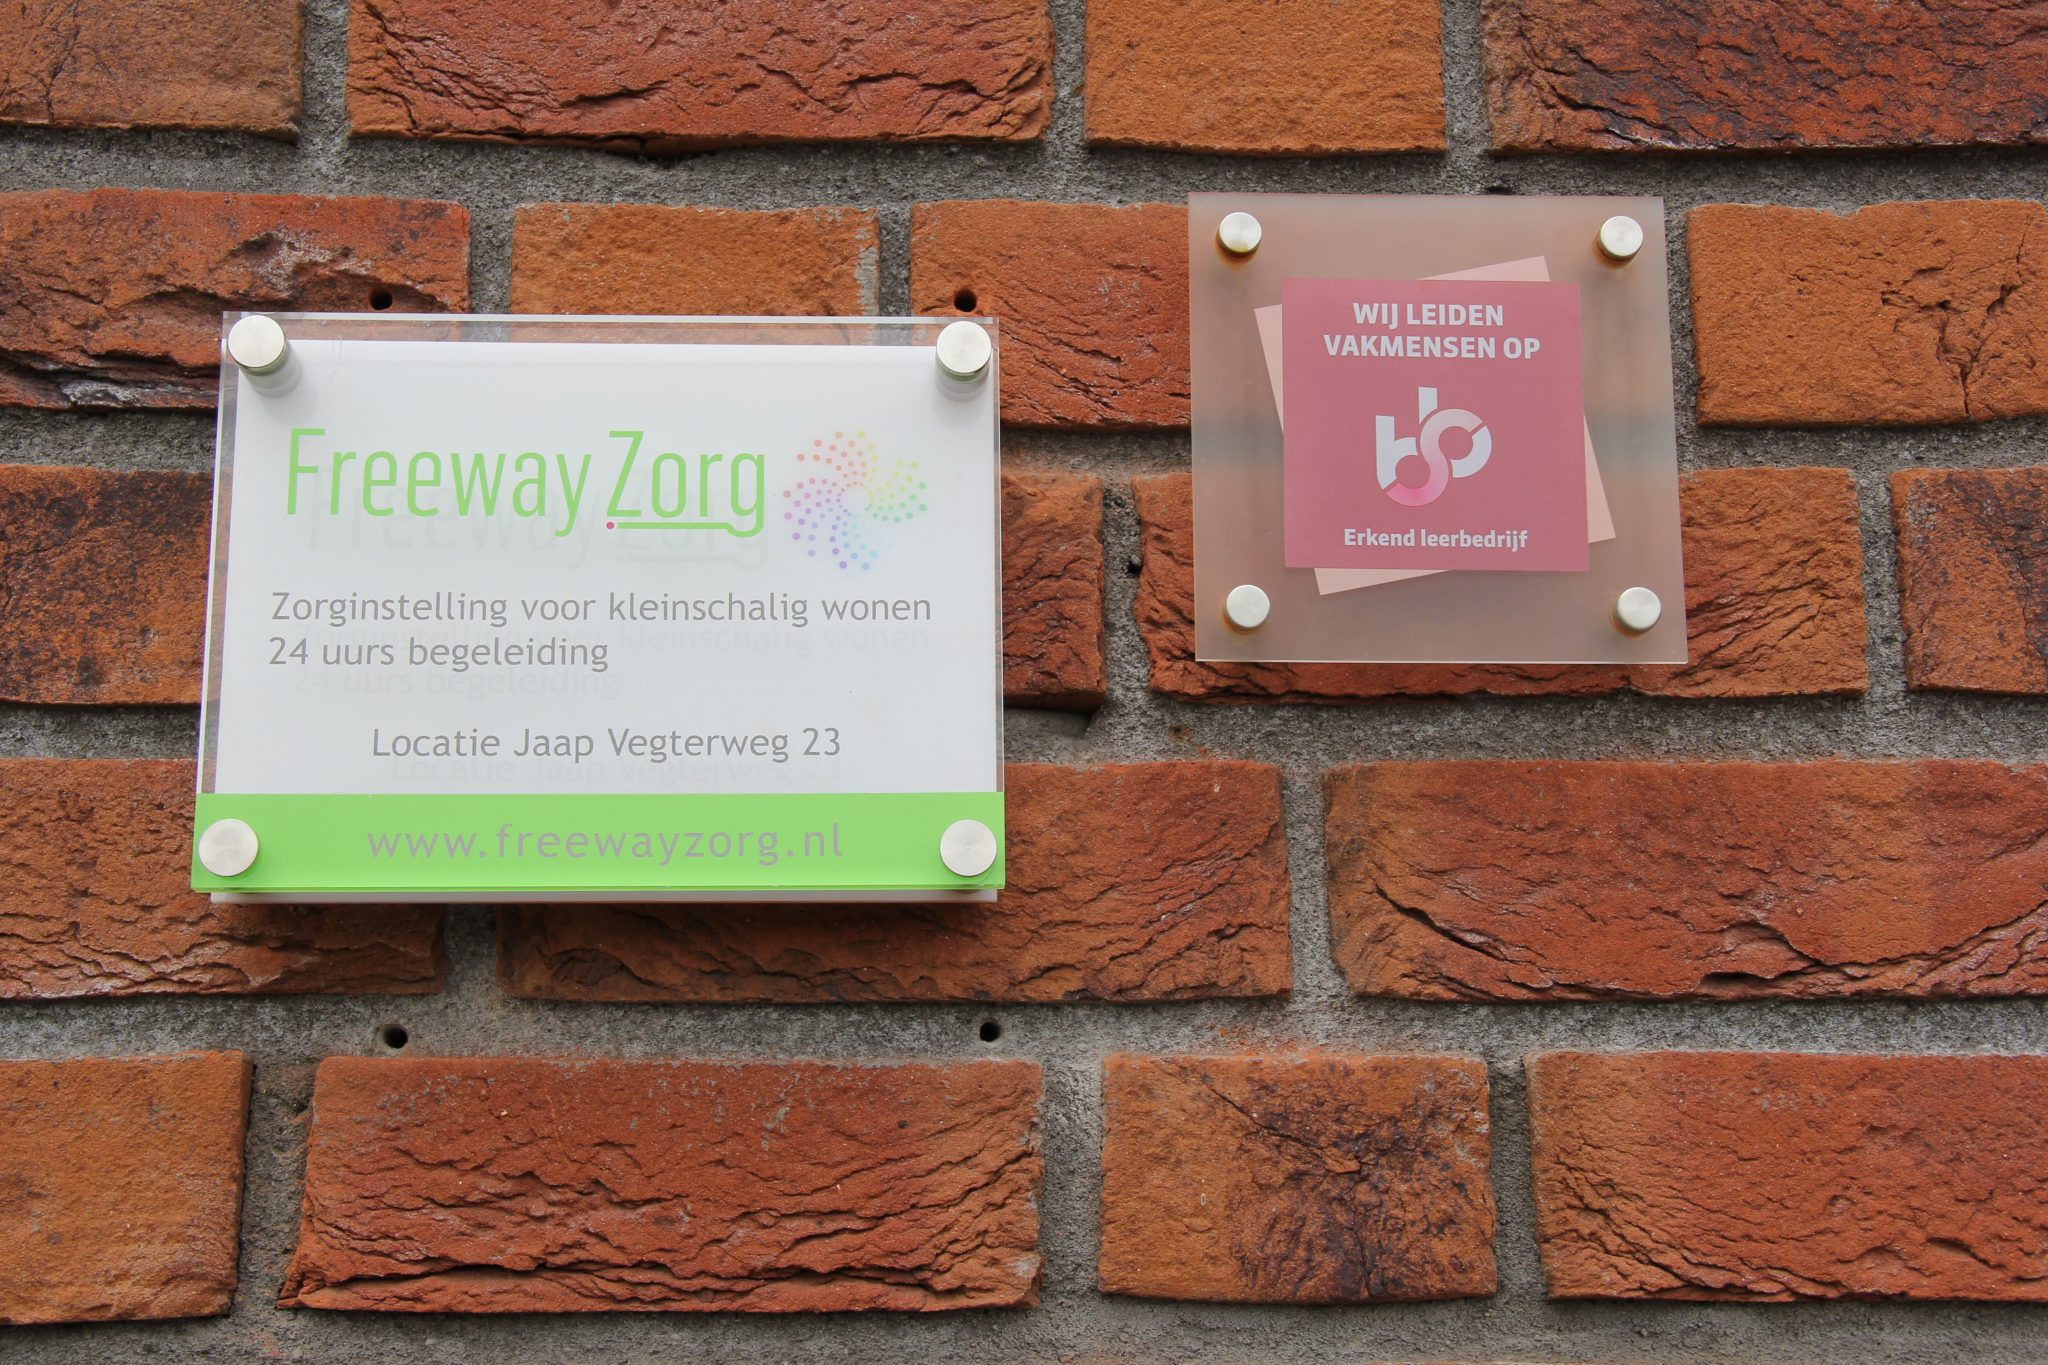 Freeway Zorg
Zorginstelling voor kleinschalig wonen
24 uurs begeleiding
Locatie Jaap Vegterweg 23
www.freewayzorg.nl
WIJ LEIDEN
VAKMENSEN OP
sbb
Erkend leerbedrijf